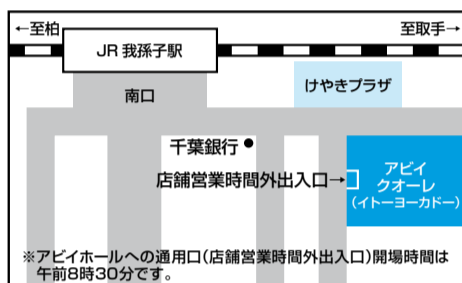 ←至柏
至取手→
JR 我孫子駅
南口
けやきプラザ
千葉銀行●
店舗営業時間外出入口→
アビイ
クオーレ
(イトーヨーカドー)
※アビイホールへの通用口(店舗営業時間外出入口)開場時間は
午前8時30分です。